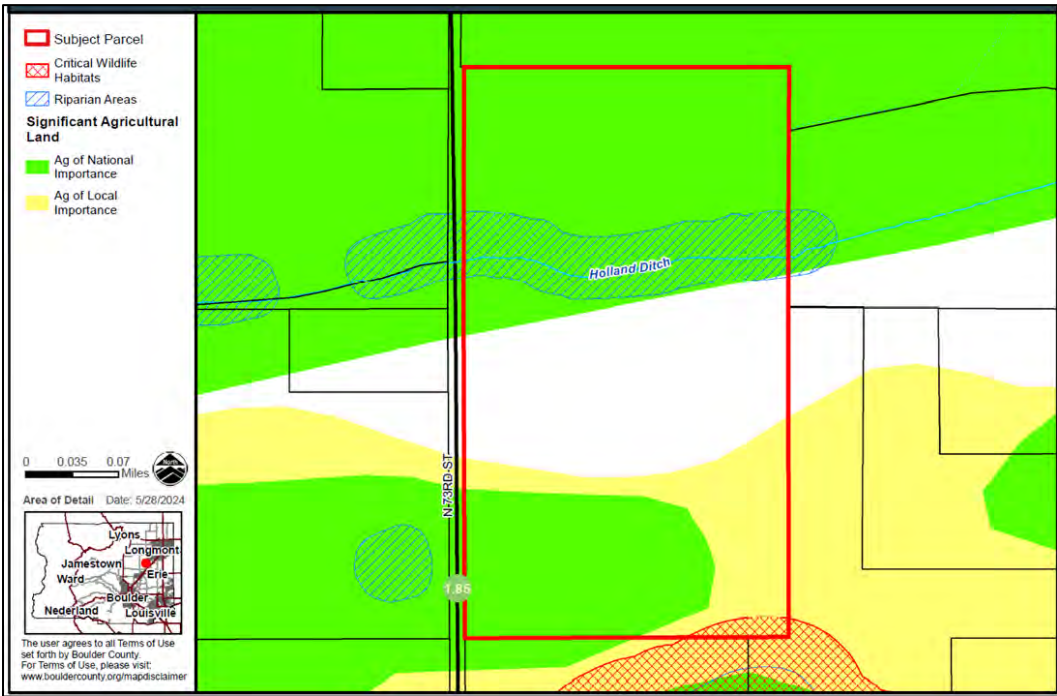 Subject Parcel
Critical Wildlife
Habitats
Riparian Areas
Significant Agricultural
Land
Ag of National
Importance
Ag of Local
Importance
0 0.035 0.07
Miles
Area of Detail Date: 5/28/2024
Lyons
Longmont
Jamestown
Ward
Erie
Boulder
Nederland
Louisville
The user agrees to all Terms of Use
set forth by Boulder County.
For Terms of Use, please visit:
www.bouldercounty.org/mapdisclaimer
Holland Ditch
N-73RD-ST
1.85